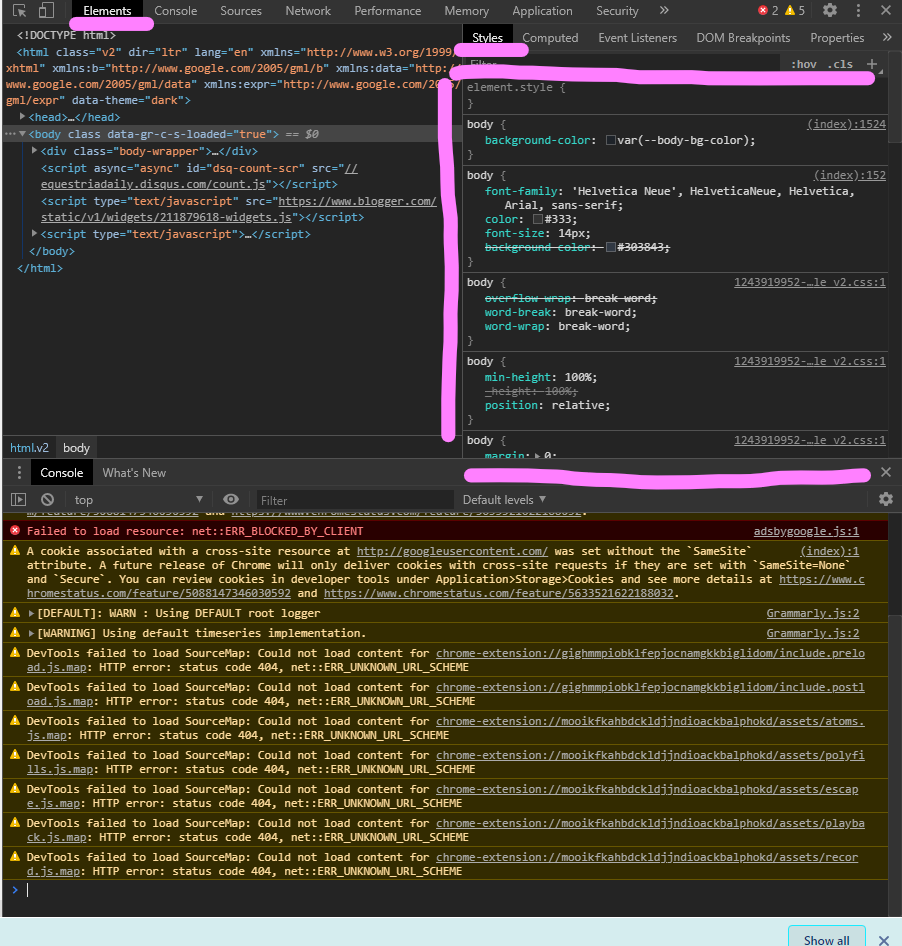 Elements Console Sources Network Performance Memory Application Security » 2 5
<!DOCTYPE html>
<html class="v2" dir="ltr" lang="en" xmlns="http://www.w3.org/1999/
xhtml" xmlns:b="http://www.google.com/2005/gml/b" xmlns:data="http:/
www.google.com/2005/gml/data" xmlns:expr="http://www.google.com/2005/
gml/expr" data-theme="dark">
<head>…</head>
<body class data-gr-c-s-loaded="true"> == $0
<div class="body-wrapper">…</div>
<script async="async" id="dsq-count-scr" src="//
equestriadaily.disqus.com/count.js"></script>
<script type="text/javascript" src="https://www.blogger.com/
static/v1/widgets/211879618-widgets.js"></script>
<script type="text/javascript">…</script>
</body>
</html>
html.v2 body
Styles Computed Event Listeners DOM Breakpoints Properties »
Filter :hov .cls +
element.style {
}
body { (index):1524
background-color: var(--body-bg-color);
}
body { (index):152
font-family: 'Helvetica Neue', HelveticaNeue, Helvetica,
Arial, sans-serif;
color: #333;
font-size: 14px;
background-color: #303843;
}
body { 1243919952-…le_v2.css:1
overflow-wrap: break-word;
word-break: break-word;
word-wrap: break-word;
}
body { 1243919952-…le_v2.css:1
min-height: 100%;
_height: 100%;
position: relative;
}
body { 1243919952-…le_v2.css:1
margin: 0;
Console What's New
top Filter Default levels
m/feature/5088147346030592 and https://www.chromestatus.com/feature/5633521622188032.
Failed to load resource: net::ERR_BLOCKED_BY_CLIENT adsbygoogle.js:1
A cookie associated with a cross-site resource at http://googleusercontent.com/ was set without the `SameSite` (index):1
attribute. A future release of Chrome will only deliver cookies with cross-site requests if they are set with `SameSite=None`
and `Secure`. You can review cookies in developer tools under Application>Storage>Cookies and see more details at https://www.c
hromestatus.com/feature/5088147346030592 and https://www.chromestatus.com/feature/5633521622188032.
[DEFAULT]: WARN : Using DEFAULT root logger Grammarly.js:2
[WARNING] Using default timeseries implementation. Grammarly.js:2
DevTools failed to load SourceMap: Could not load content for chrome-extension://gighmmpiobklfepjocnamgkkbiglidom/include.prelo
ad.js.map: HTTP error: status code 404, net::ERR_UNKNOWN_URL_SCHEME
DevTools failed to load SourceMap: Could not load content for chrome-extension://gighmmpiobklfepjocnamgkkbiglidom/include.postl
oad.js.map: HTTP error: status code 404, net::ERR_UNKNOWN_URL_SCHEME
DevTools failed to load SourceMap: Could not load content for chrome-extension://mooikfkahbdckldjjndioackbalphokd/assets/atoms.
js.map: HTTP error: status code 404, net::ERR_UNKNOWN_URL_SCHEME
DevTools failed to load SourceMap: Could not load content for chrome-extension://mooikfkahbdckldjjndioackbalphokd/assets/polyfi
lls.js.map: HTTP error: status code 404, net::ERR_UNKNOWN_URL_SCHEME
DevTools failed to load SourceMap: Could not load content for chrome-extension://mooikfkahbdckldjjndioackbalphokd/assets/escap
e.js.map: HTTP error: status code 404, net::ERR_UNKNOWN_URL_SCHEME
DevTools failed to load SourceMap: Could not load content for chrome-extension://mooikfkahbdckldjjndioackbalphokd/assets/playba
ck.js.map: HTTP error: status code 404, net::ERR_UNKNOWN_URL_SCHEME
DevTools failed to load SourceMap: Could not load content for chrome-extension://mooikfkahbdckldjjndioackbalphokd/assets/recor
d.js.map: HTTP error: status code 404, net::ERR_UNKNOWN_URL_SCHEME
Show all